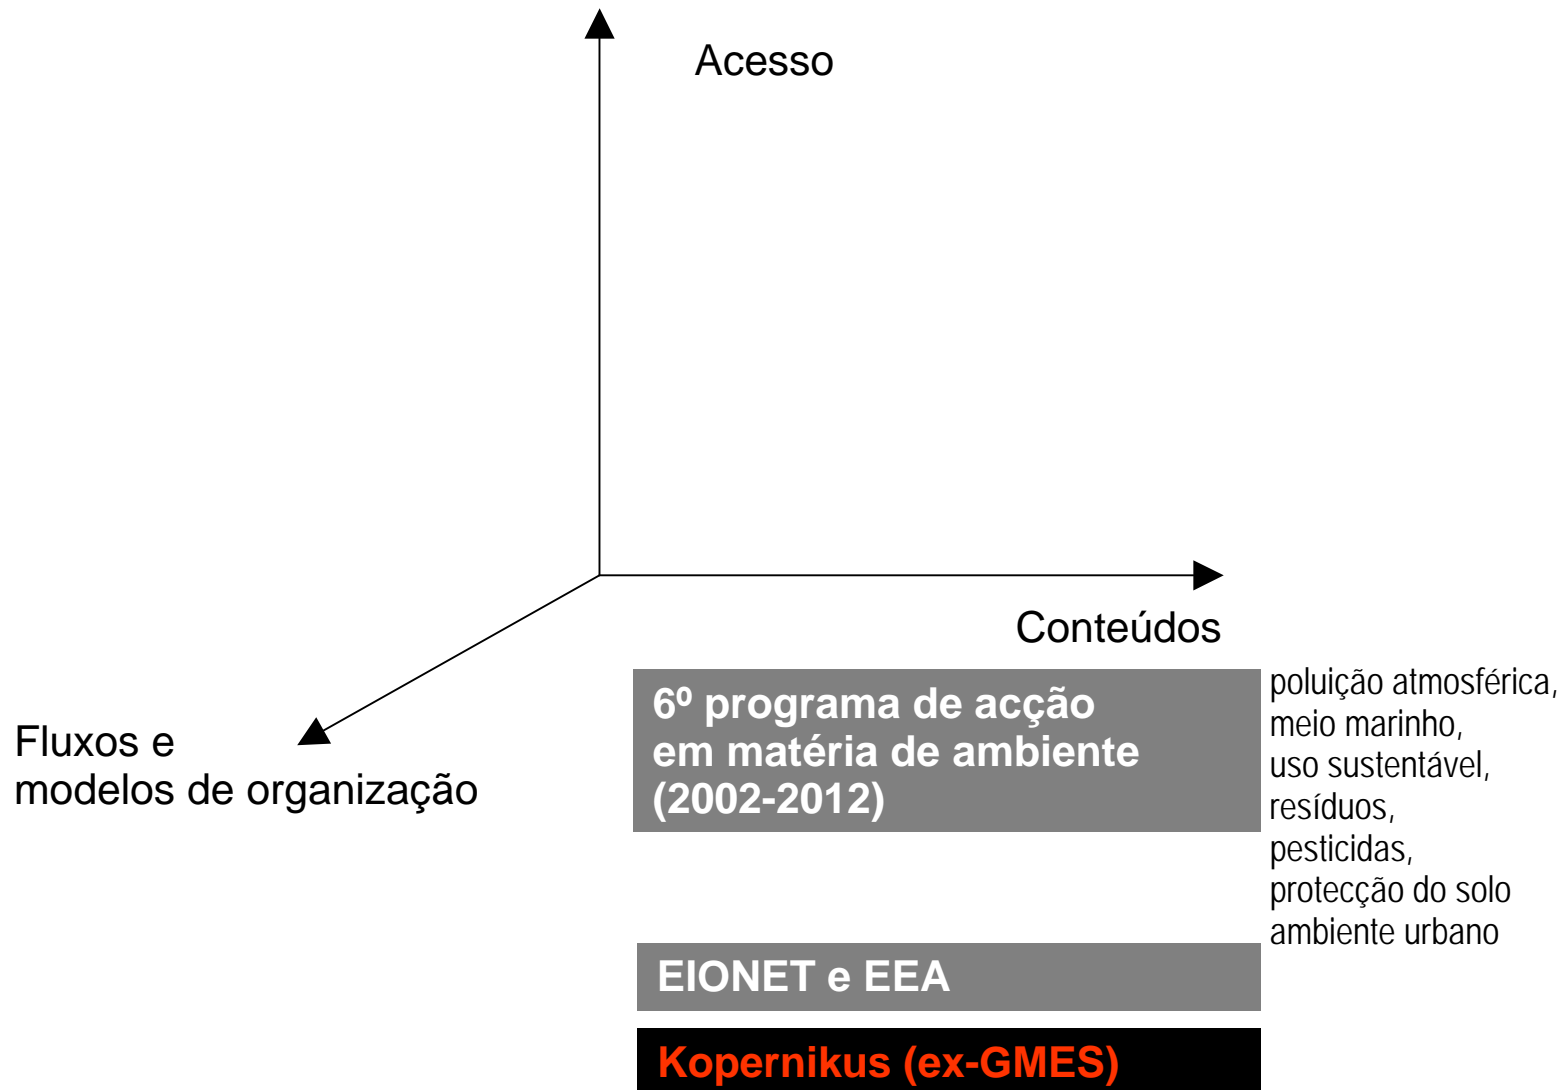 Acesso
Conteúdos
Fluxos e
modelos de organização
6º programa de acção
em matéria de ambiente
(2002-2012)
poluição atmosférica,
meio marinho,
uso sustentável,
resíduos,
pesticidas,
protecção do solo
ambiente urbano
EIONET e EEA
Kopernikus (ex-GMES)